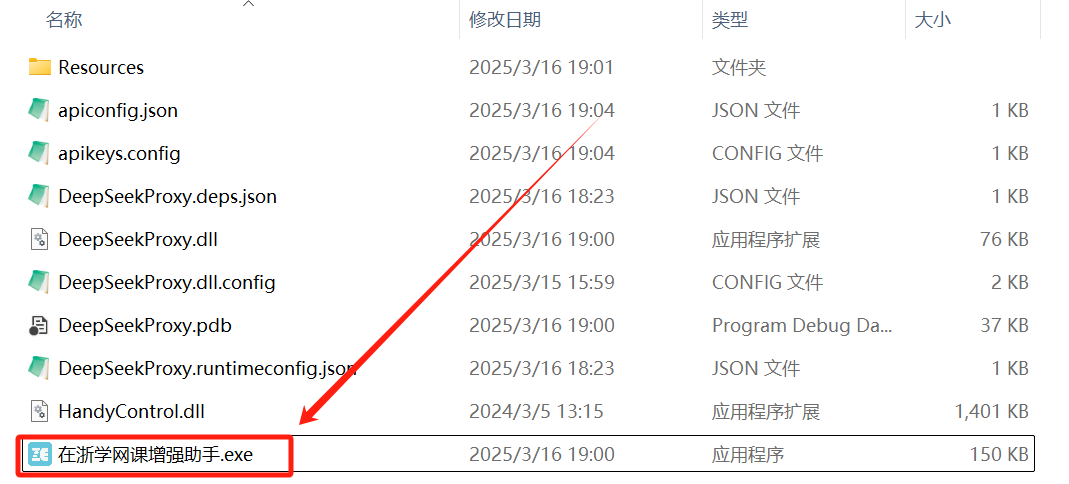 名称 修改日期 类型 大小
Resources 2025/3/16 19:01 文件夹
apiconfig.json 2025/3/16 19:04 JSON 文件 1 KB
apikeys.config 2025/3/16 19:04 CONFIG 文件 1 KB
DeepSeekProxy.deps.json 2025/3/16 18:23 JSON 文件 1 KB
DeepSeekProxy.dll 2025/3/16 19:00 应用程序扩展 76 KB
DeepSeekProxy.dll.config 2025/3/15 15:59 CONFIG 文件 2 KB
DeepSeekProxy.pdb 2025/3/16 19:00 Program Debug Da... 37 KB
DeepSeekProxy.runtimeconfig.json 2025/3/16 18:23 JSON 文件 1 KB
HandyControl.dll 2024/3/5 13:15 应用程序扩展 1,401 KB
在浙学网课增强助手.exe 2025/3/16 19:00 应用程序 150 KB